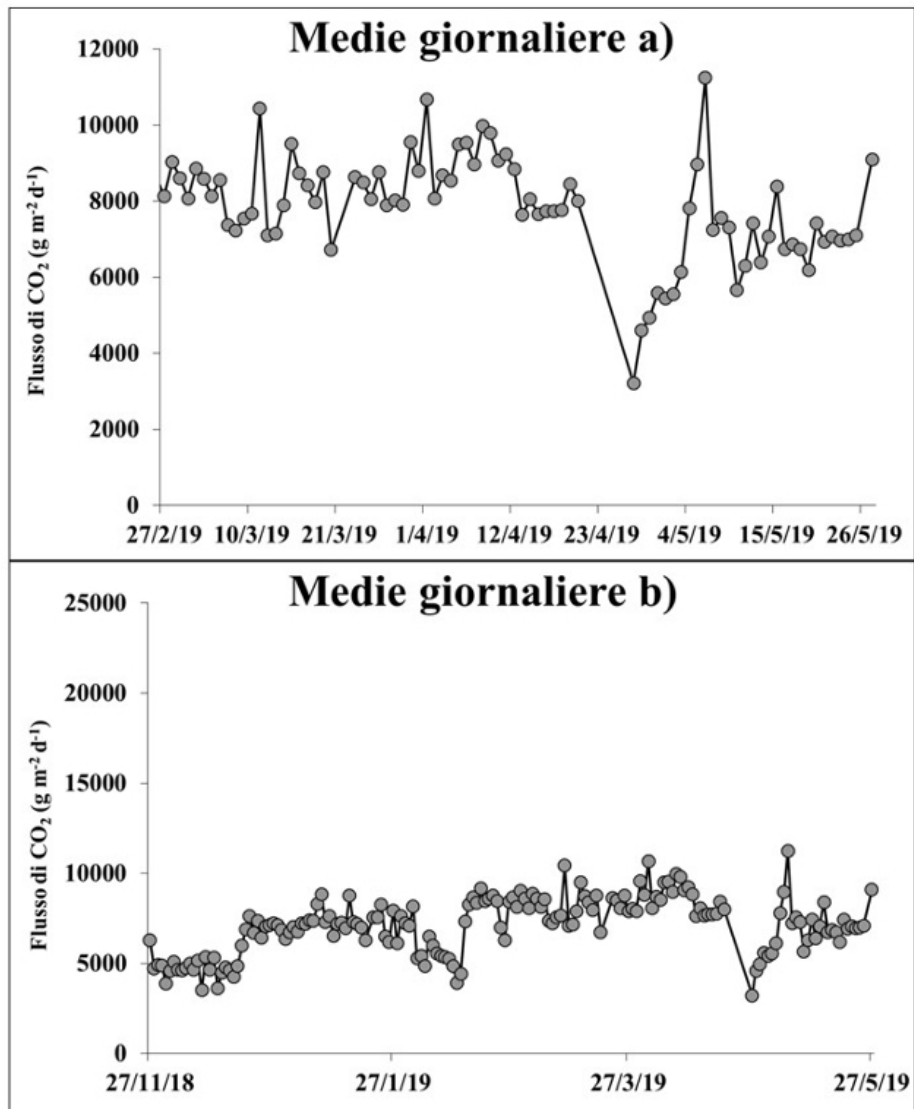 Medie giornaliere a)
Flusso di CO₂ (g m⁻² d⁻¹)
12000
10000
8000
6000
4000
2000
0
27/2/19 10/3/19 21/3/19 1/4/19 12/4/19 23/4/19 4/5/19 15/5/19 26/5/19
Medie giornaliere b)
Flusso di CO₂ (g m⁻² d⁻¹)
25000
20000
15000
10000
5000
0
27/11/18 27/1/19 27/3/19 27/5/19